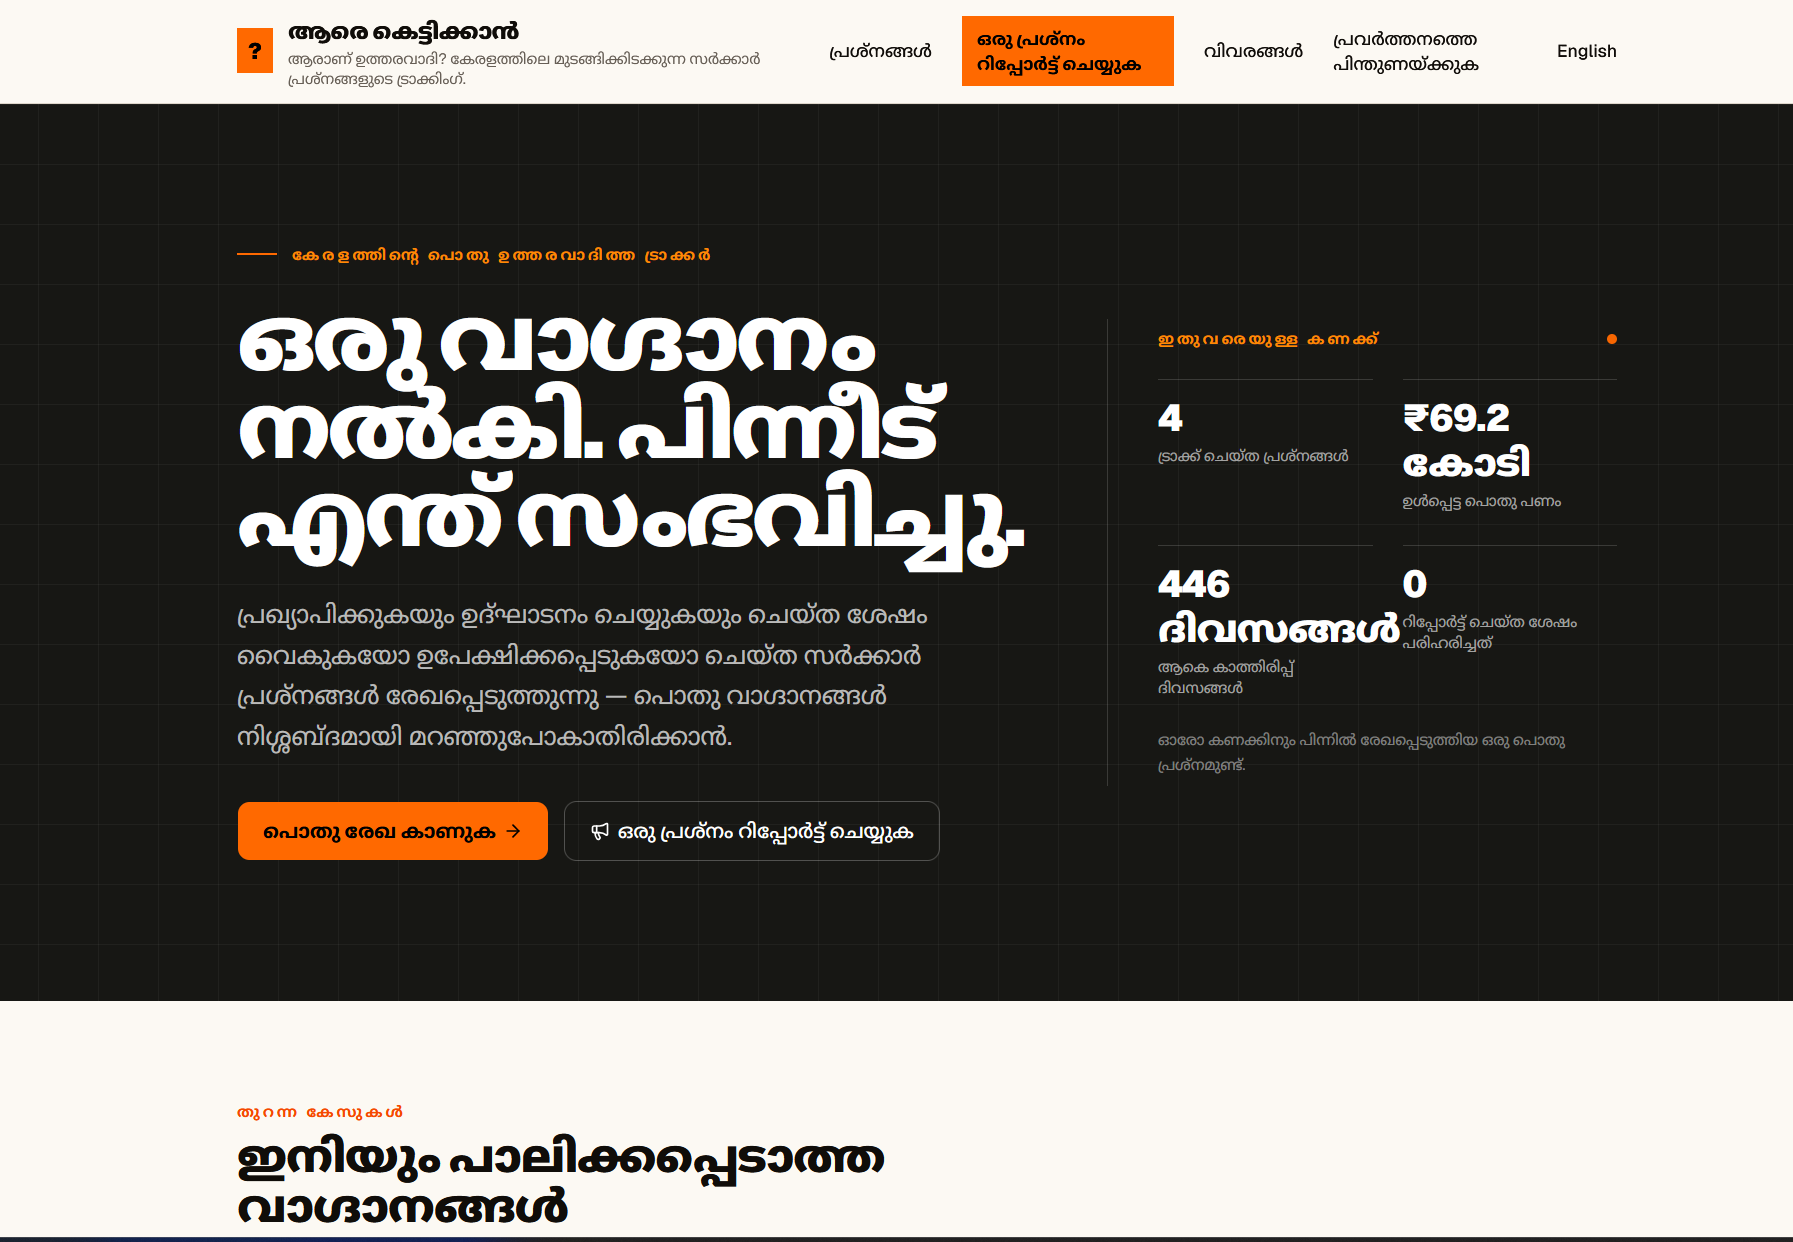 ?
ആരെ കെട്ടിക്കാൻ
ആരാണ് ഉത്തരവാദി? കേരളത്തിലെ മുടങ്ങിക്കിടക്കുന്ന സർക്കാർ
പ്രശ്നങ്ങളുടെ ട്രാക്കിംഗ്.
പ്രശ്നങ്ങൾ
ഒരു പ്രശ്നം
റിപ്പോർട്ട് ചെയ്യുക
വിവരങ്ങൾ
പ്രവർത്തനത്തെ
പിന്തുണയ്ക്കുക
English
കേരളത്തിന്റെ പൊതു ഉത്തരവാദിത്ത ട്രാക്കർ
ഒരു വാഗ്ദാനം
നൽകി. പിന്നീട്
എന്ത് സംഭവിച്ചു.
പ്രഖ്യാപിക്കുകയും ഉദ്ഘാടനം ചെയ്യുകയും ചെയ്ത ശേഷം
വൈകുകയോ ഉപേക്ഷിക്കപ്പെടുകയോ ചെയ്ത സർക്കാർ
പ്രശ്നങ്ങൾ രേഖപ്പെടുത്തുന്നു — പൊതു വാഗ്ദാനങ്ങൾ
നിശ്ശബ്ദമായി മറഞ്ഞുപോകാതിരിക്കാൻ.
പൊതു രേഖ കാണുക →
ഒരു പ്രശ്നം റിപ്പോർട്ട് ചെയ്യുക
ഇതുവരെയുള്ള കണക്ക്
4
ട്രാക്ക് ചെയ്ത പ്രശ്നങ്ങൾ
₹69.2
കോടി
ഉൾപ്പെട്ട പൊതു പണം
446
ദിവസങ്ങൾ
ആകെ കാത്തിരിപ്പ്
ദിവസങ്ങൾ
0
റിപ്പോർട്ട് ചെയ്ത ശേഷം
പരിഹരിച്ചത്
ഓരോ കണക്കിനും പിന്നിൽ രേഖപ്പെടുത്തിയ ഒരു പൊതു
പ്രശ്നമുണ്ട്.
തുറന്ന കേസുകൾ
ഇനിയും പാലിക്കപ്പെടാത്ത
വാഗ്ദാനങ്ങൾ